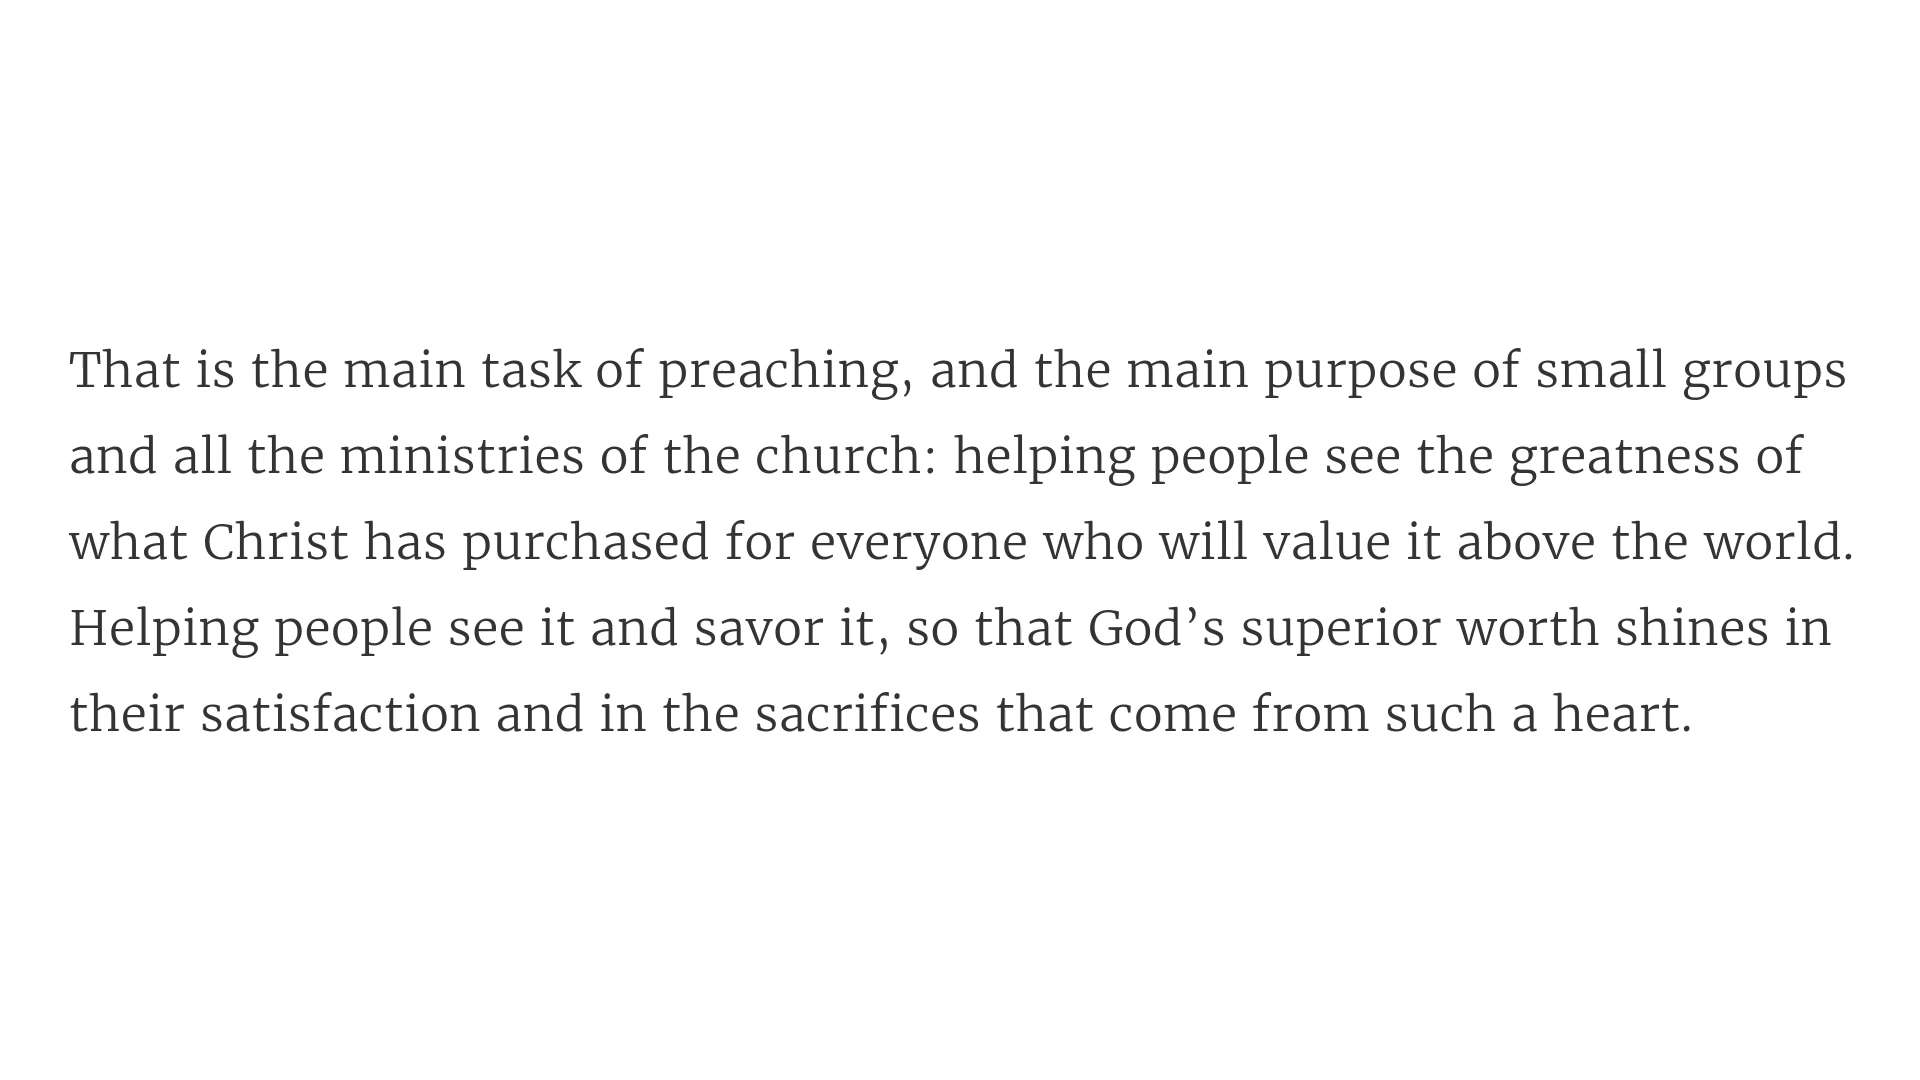 That is the main task of preaching, and the main purpose of small groups
and all the ministries of the church: helping people see the greatness of
what Christ has purchased for everyone who will value it above the world.
Helping people see it and savor it, so that God’s superior worth shines in
their satisfaction and in the sacrifices that come from such a heart.